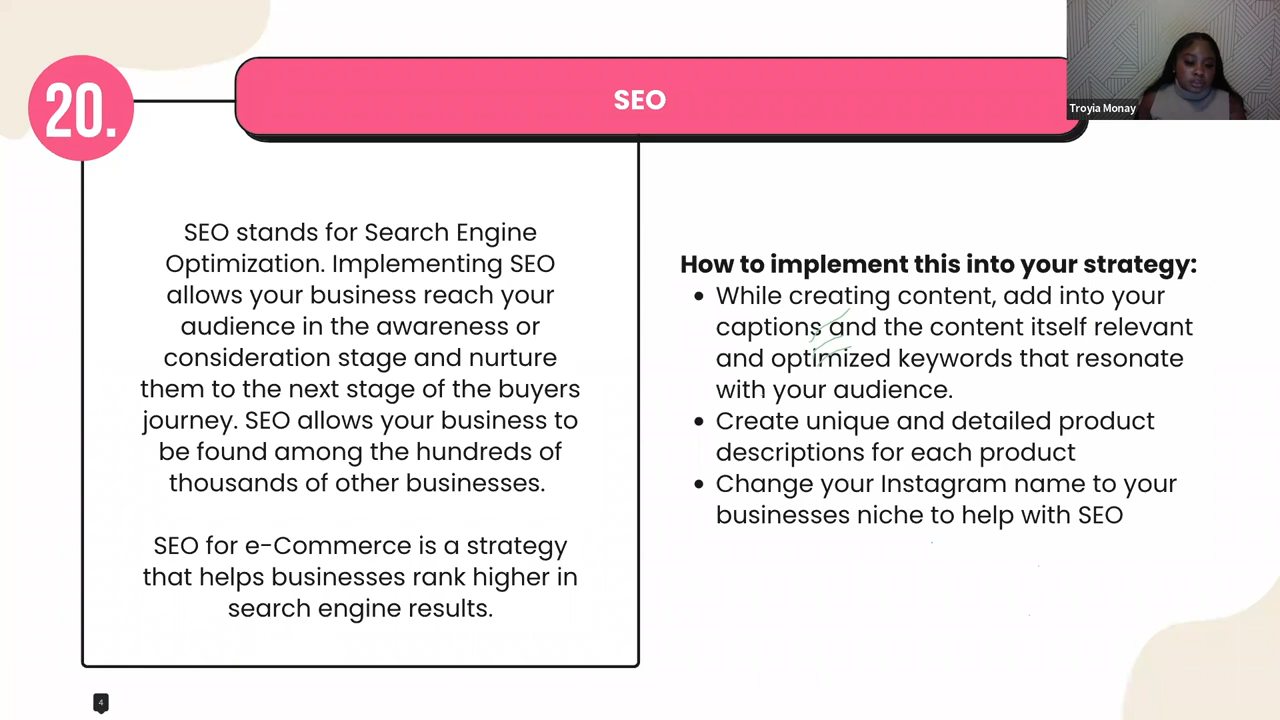 20.
SEO
Troyia Monay
SEO stands for Search Engine
Optimization. Implementing SEO
allows your business reach your
audience in the awareness or
consideration stage and nurture
them to the next stage of the buyers
journey. SEO allows your business to
be found among the hundreds of
thousands of other businesses.
SEO for e-Commerce is a strategy
that helps businesses rank higher in
search engine results.
How to implement this into your strategy:
• While creating content, add into your
captions and the content itself relevant
and optimized keywords that resonate
with your audience.
• Create unique and detailed product
descriptions for each product
• Change your Instagram name to your
businesses niche to help with SEO
4